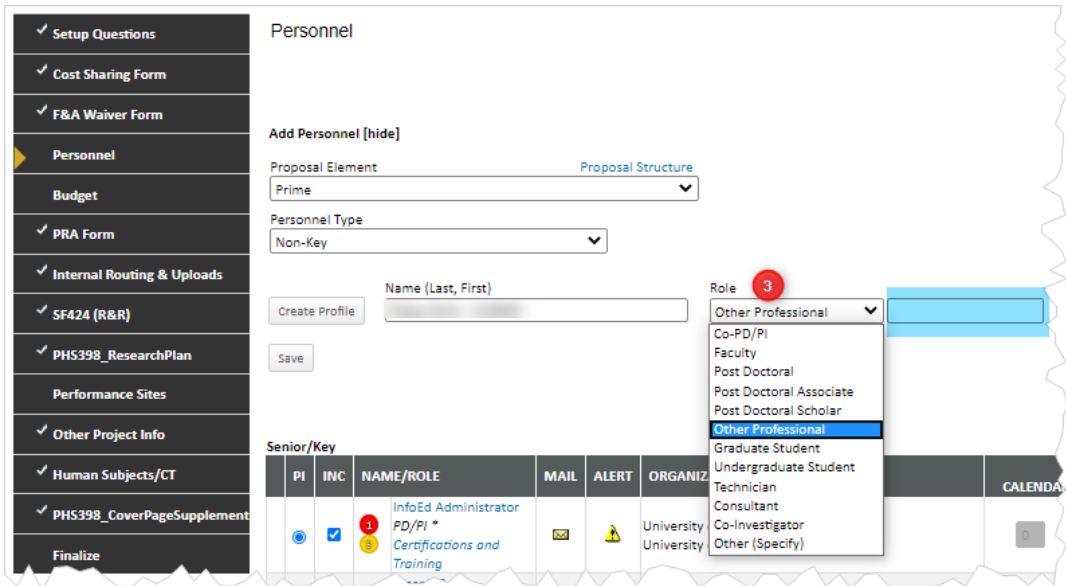 Setup Questions
Cost Sharing Form
F&A Waiver Form
Personnel
Budget
PRA Form
Internal Routing & Uploads
SF424 (R&R)
PHS398_ResearchPlan
Performance Sites
Other Project Info
Human Subjects/CT
PHS398_CoverPageSupplement
Finalize
Personnel
Add Personnel [hide]
Proposal Element
Proposal Structure
Prime
Personnel Type
Non-Key
Name (Last, First)
Role 3
Create Profile
Other Professional
Save
Co-PD/PI
Faculty
Post Doctoral
Post Doctoral Associate
Post Doctoral Scholar
Other Professional
Graduate Student
Undergraduate Student
Technician
Consultant
Co-Investigator
Other (Specify)
Senior/Key
PI INC NAME/ROLE MAIL ALERT ORGANIZ CALENDA
1 InfoEd Administrator
PD/PI *
Certifications and
Training
University
University
0